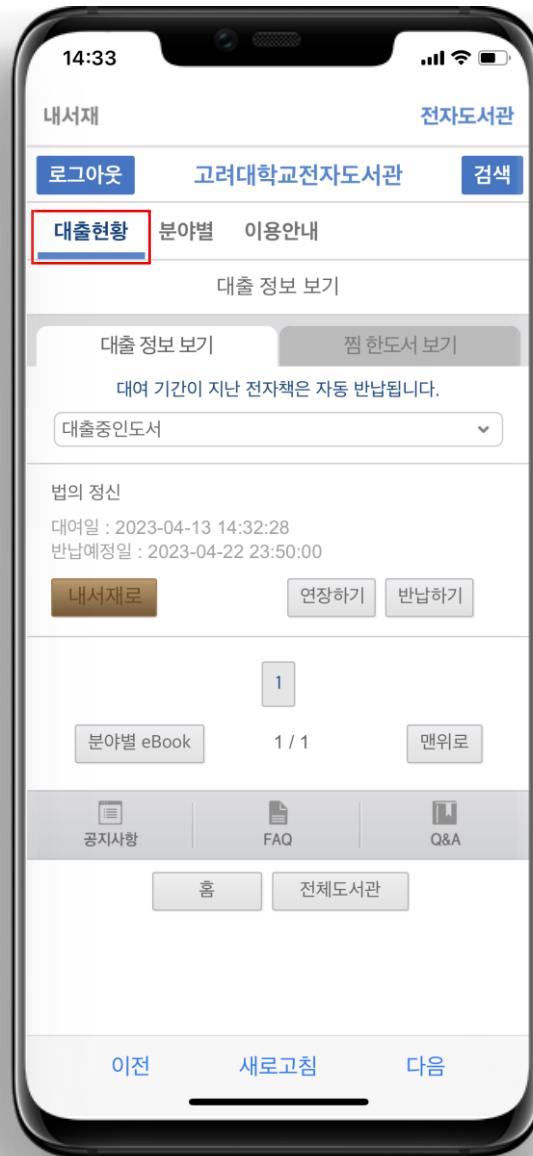 14:33
내서재 전자도서관
로그아웃 고려대학교전자도서관 검색
대출현황 분야별 이용안내
대출 정보 보기
대출 정보 보기 찜 한도서 보기
대여 기간이 지난 전자책은 자동 반납됩니다.
대출중인도서
법의 정신
대여일 : 2023-04-13 14:32:28
반납예정일 : 2023-04-22 23:50:00
내서재로 연장하기 반납하기
1
분야별 eBook 1 / 1 맨위로
공지사항 FAQ Q&A
홈 전체도서관
이전 새로고침 다음